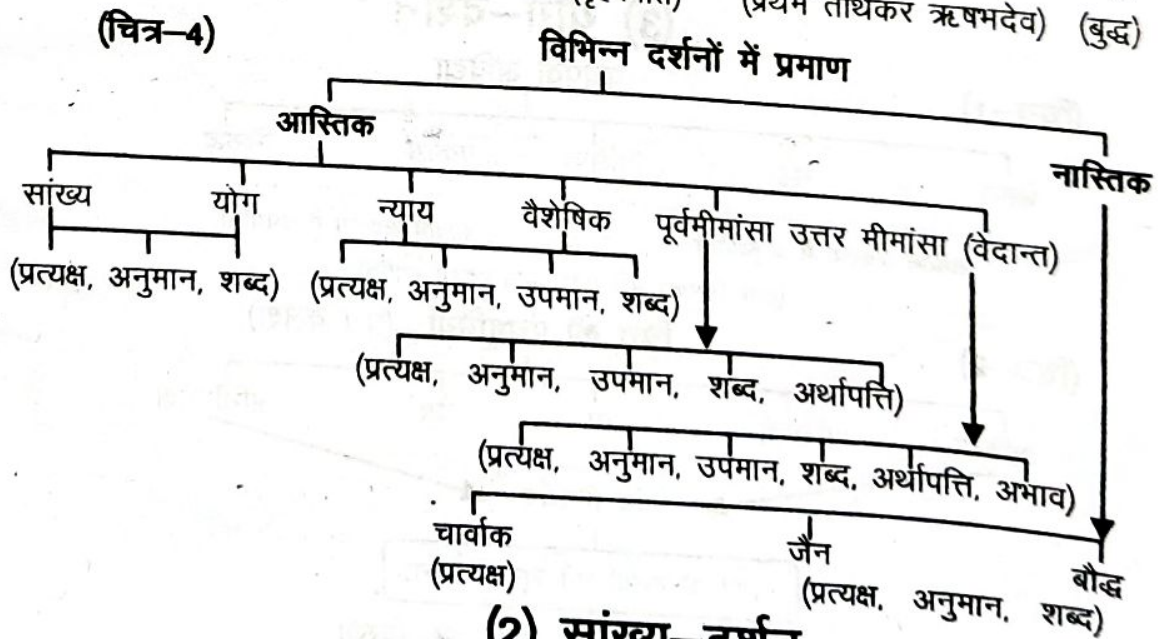 (प्रथम तीर्थंकर ऋषभदेव) (बुद्ध)
(चित्र–4)
विभिन्न दर्शनों में प्रमाण
आस्तिक
नास्तिक
सांख्य योग न्याय वैशेषिक पूर्वमीमांसा उत्तर मीमांसा (वेदान्त)
(प्रत्यक्ष, अनुमान, शब्द) (प्रत्यक्ष, अनुमान, उपमान, शब्द)
(प्रत्यक्ष, अनुमान, उपमान, शब्द, अर्थापत्ति)
(प्रत्यक्ष, अनुमान, उपमान, शब्द, अर्थापत्ति, अभाव)
चार्वाक जैन बौद्ध
(प्रत्यक्ष) (प्रत्यक्ष, अनुमान, शब्द)
(2) सांख्य–दर्शन